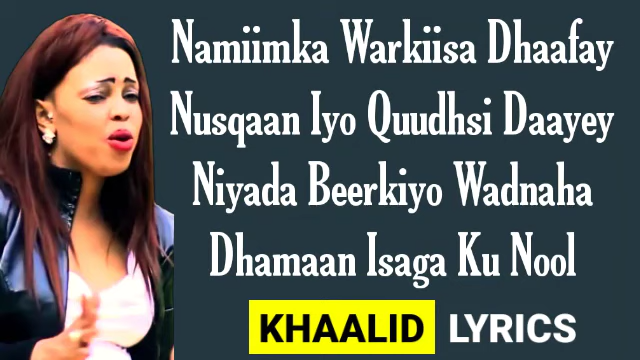 Namiimka Warkiisa Dhaafay
Nusqaan Iyo Quudhsi Daayey
Niyada Beerkiyo Wadnaha
Dhamaan Isaga Ku Nool
KHAALID LYRICS